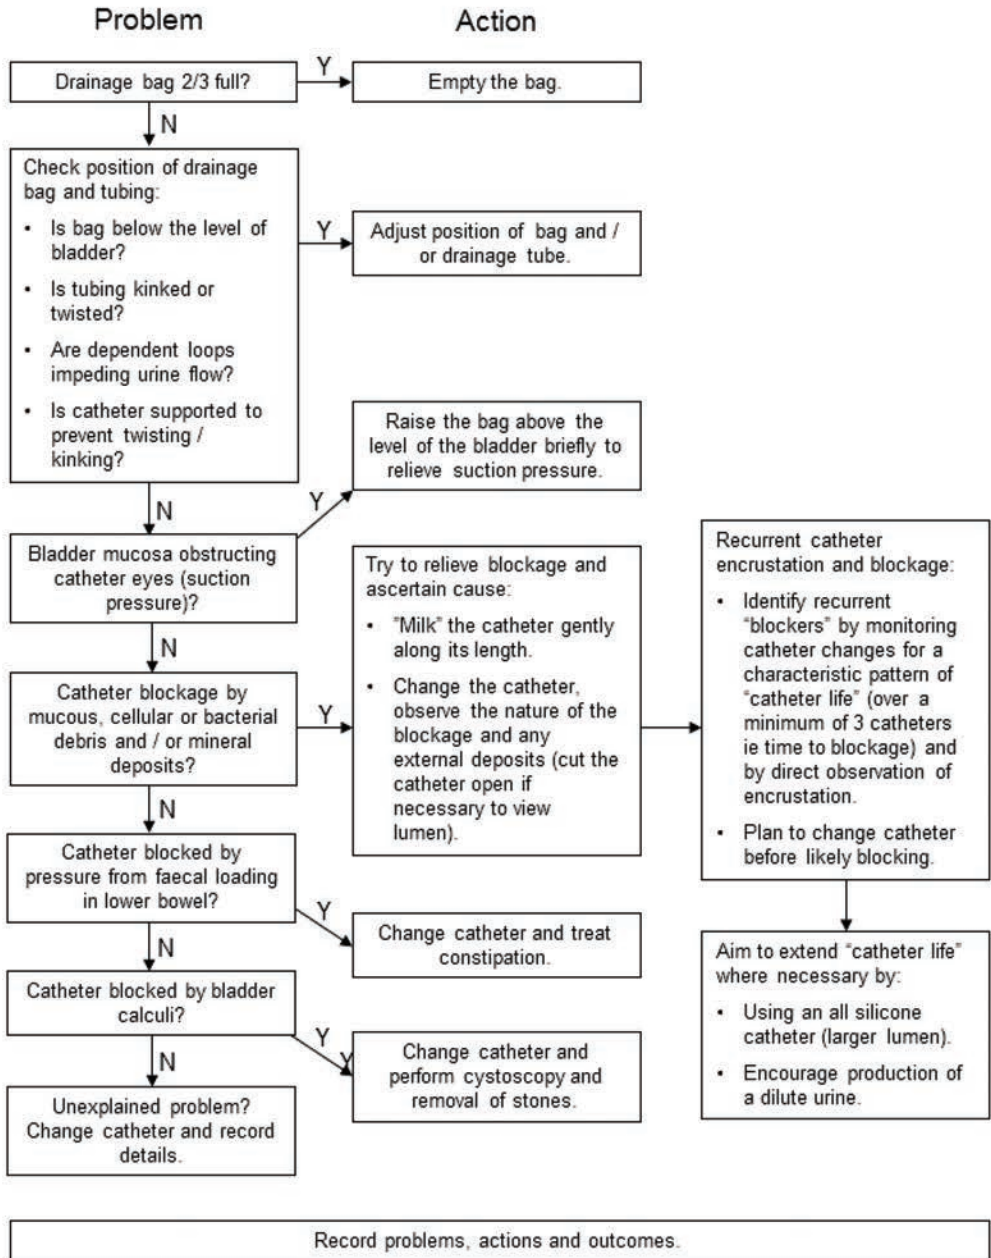 Problem
Action
Drainage bag 2/3 full?
Y
Empty the bag.
N
Check position of drainage
bag and tubing:
• Is bag below the level of
bladder?
• Is tubing kinked or
twisted?
• Are dependent loops
impeding urine flow?
• Is catheter supported to
prevent twisting /
kinking?
Y
Adjust position of bag and /
or drainage tube.
N
Bladder mucosa obstructing
catheter eyes (suction
pressure)?
Y
Raise the bag above the
level of the bladder briefly to
relieve suction pressure.
N
Catheter blockage by
mucous, cellular or bacterial
debris and / or mineral
deposits?
Y
Try to relieve blockage and
ascertain cause:
• "Milk" the catheter gently
along its length.
• Change the catheter,
observe the nature of the
blockage and any
external deposits (cut the
catheter open if
necessary to view
lumen).
Recurrent catheter
encrustation and blockage:
• Identify recurrent
"blockers" by monitoring
catheter changes for a
characteristic pattern of
"catheter life" (over a
minimum of 3 catheters
ie time to blockage) and
by direct observation of
encrustation.
• Plan to change catheter
before likely blocking.
Aim to extend "catheter life"
where necessary by:
• Using an all silicone
catheter (larger lumen).
• Encourage production of
a dilute urine.
N
Catheter blocked by
pressure from faecal loading
in lower bowel?
Y
Change catheter and treat
constipation.
N
Catheter blocked by bladder
calculi?
Y
Y
Change catheter and
perform cystoscopy and
removal of stones.
N
Unexplained problem?
Change catheter and record
details.
Record problems, actions and outcomes.